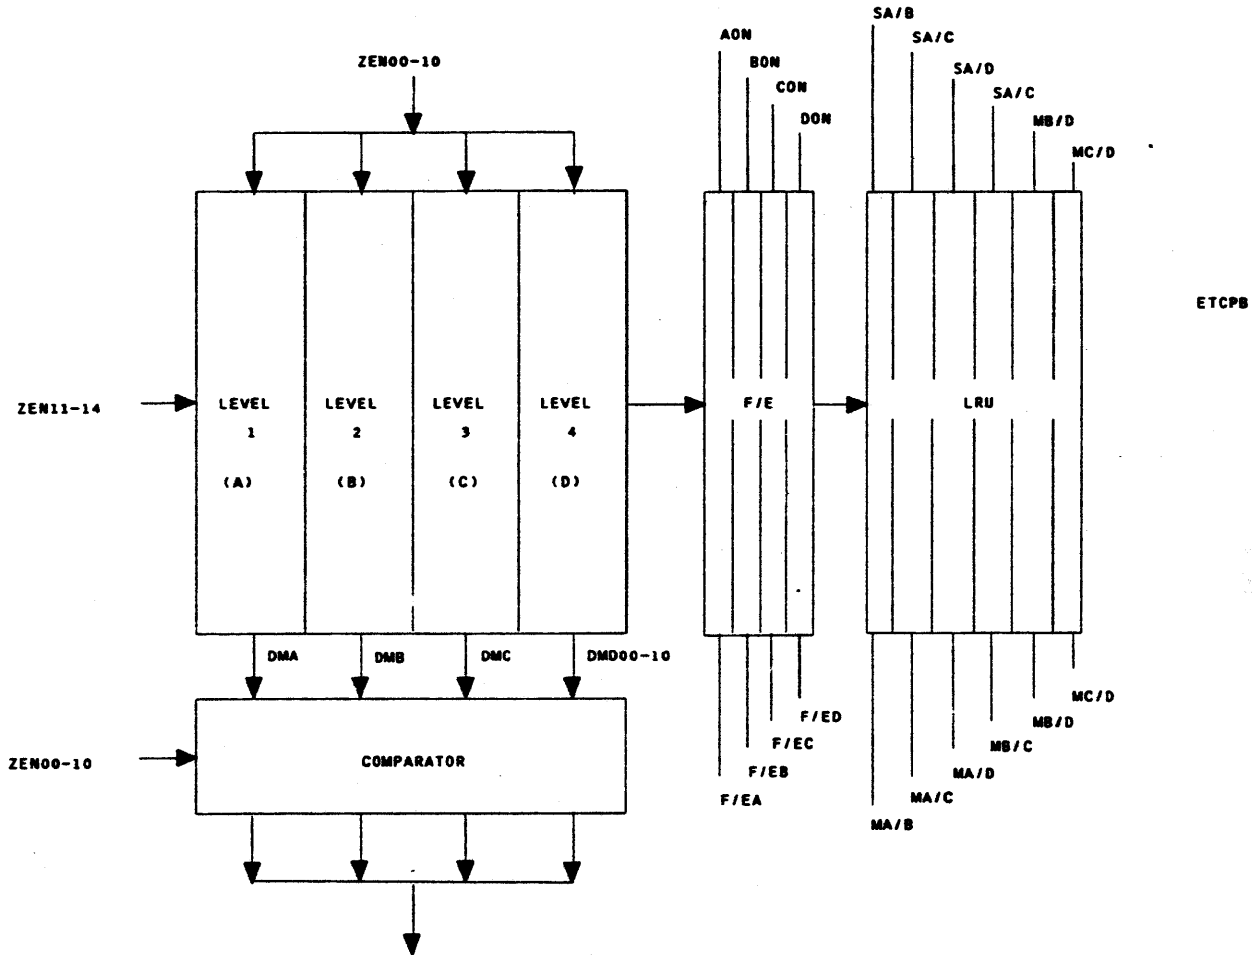 SA/B
AON
SA/C
ZEN00-10
BON
SA/D
CON
SA/C
DON
MB/D
MC/D
ETCPB
ZEN11-14
LEVEL
1
(A)
LEVEL
2
(B)
LEVEL
3
(C)
LEVEL
4
(D)
F/E
LRU
DMA
DMB
DMC
DMD00-10
ZEN00-10
COMPARATOR
F/ED
F/EC
F/EB
F/EA
MC/D
MB/D
MB/C
MA/D
MA/C
MA/B